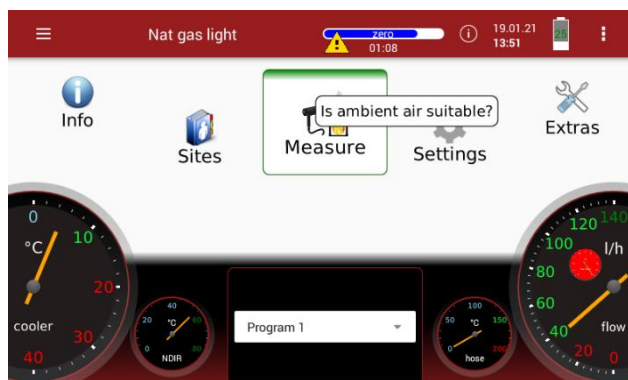 Nat gas light
zero
01:08
19.01.21
13:51
25
Info
Sites
Measure
Is ambient air suitable?
Settings
Extras
0
10
20
30
40
°C
cooler
0
20
40
60
80
°C
NDIR
Program 1
0
50
100
150
200
°C
hose
140
120
100
80
60
40
20
0
l/h
flow